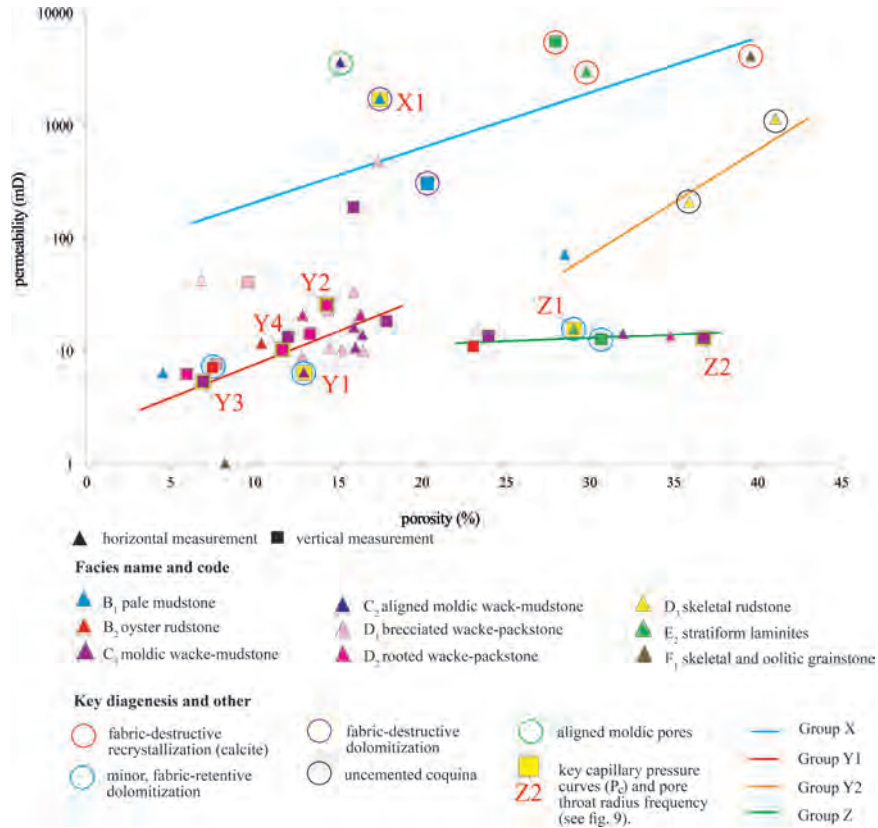 10000
1000
100
10
1
permeability (mD)
X1
Y2
Y4
Y3
Y1
Z1
Z2
0 5 10 15 20 25 30 35 40 45
porosity (%)
horizontal measurement vertical measurement
Facies name and code
B1 pale mudstone
B2 oyster rudstone
C1 moldic wacke-mudstone
C2 aligned moldic wack-mudstone
D1 brecciated wacke-packstone
D2 rooted wacke-packstone
D3 skeletal rudstone
E2 stratiform laminites
F1 skeletal and oolitic grainstone
Key diagenesis and other
fabric-destructive
recrystallization (calcite)
minor, fabric-retentive
dolomitization
fabric-destructive
dolomitization
uncemented coquina
aligned moldic pores
Z2
key capillary pressure
curves (Pc) and pore
throat radius frequency
(see fig. 9).
Group X
Group Y1
Group Y2
Group Z